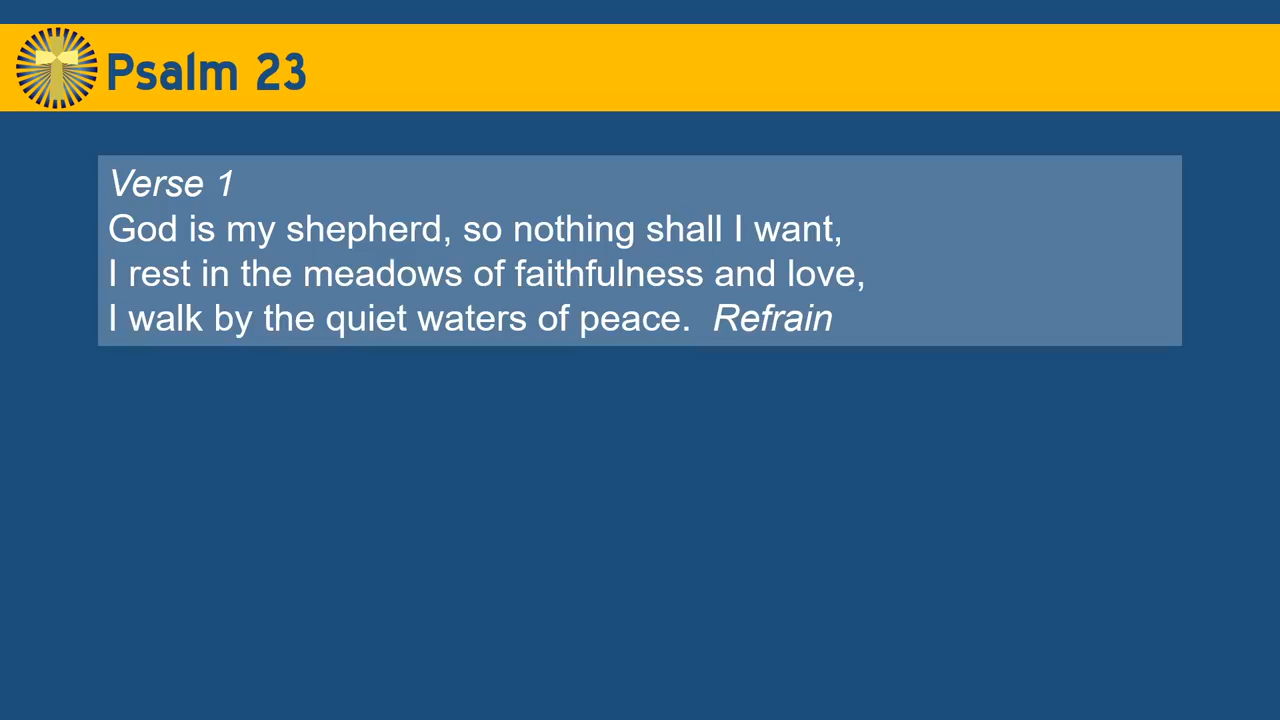 Psalm 23
Verse 1
God is my shepherd, so nothing shall I want,
I rest in the meadows of faithfulness and love,
I walk by the quiet waters of peace.  Refrain